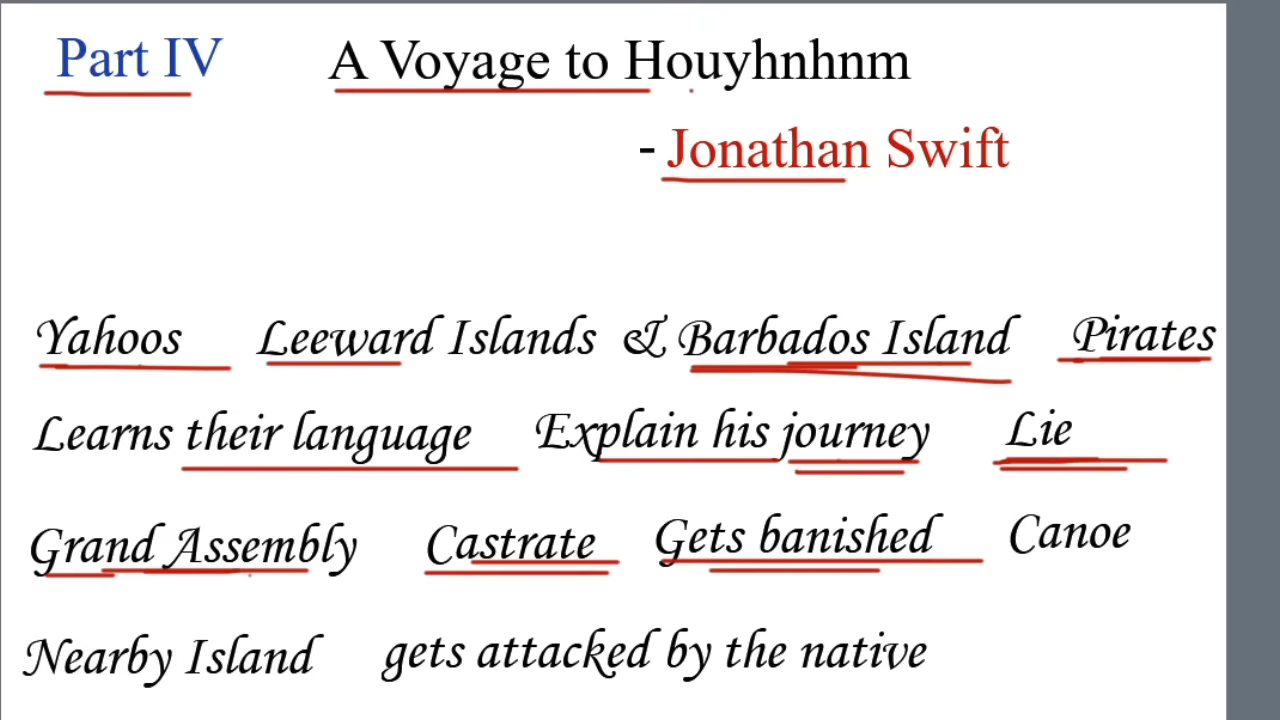 Part IV A Voyage to Houyhnhnm
- Jonathan Swift
Yahoos Leeward Islands & Barbados Island Pirates
Learns their language Explain his journey Lie
Grand Assembly Castrate Gets banished Canoe
Nearby Island gets attacked by the native